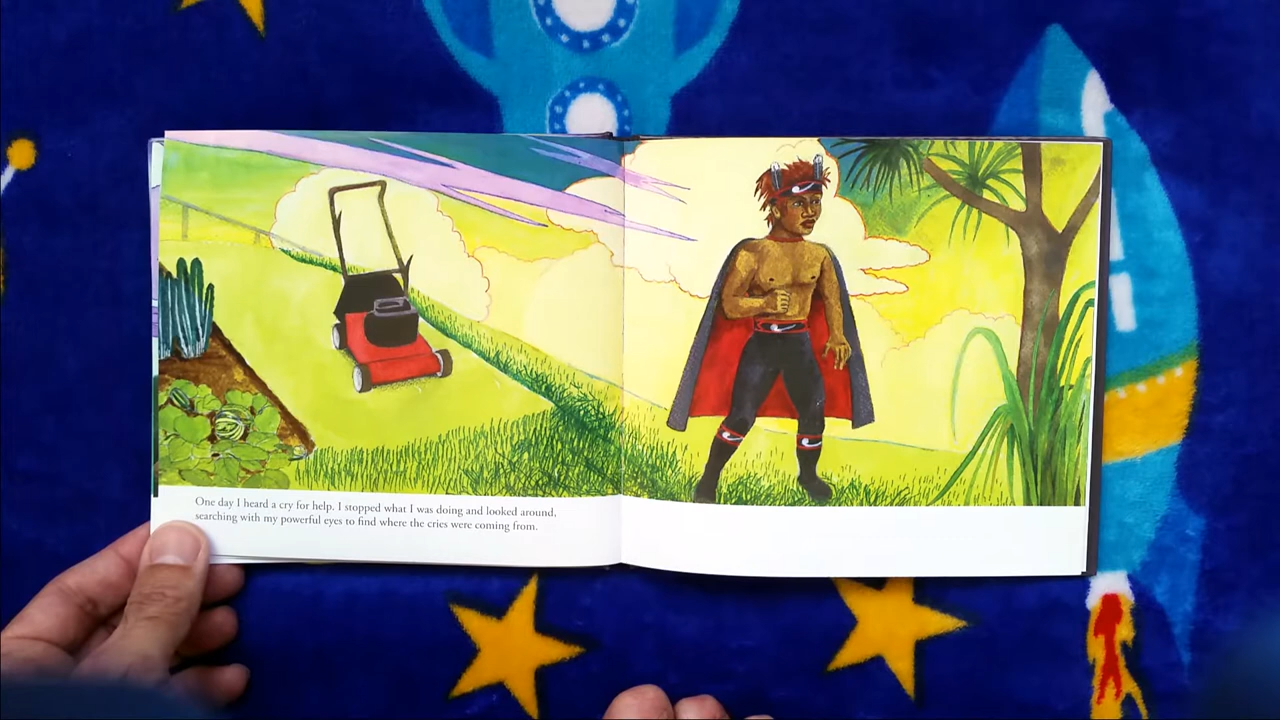 One day I heard a cry for help. I stopped what I was doing and looked around,
searching with my powerful eyes to find where the cries were coming from.